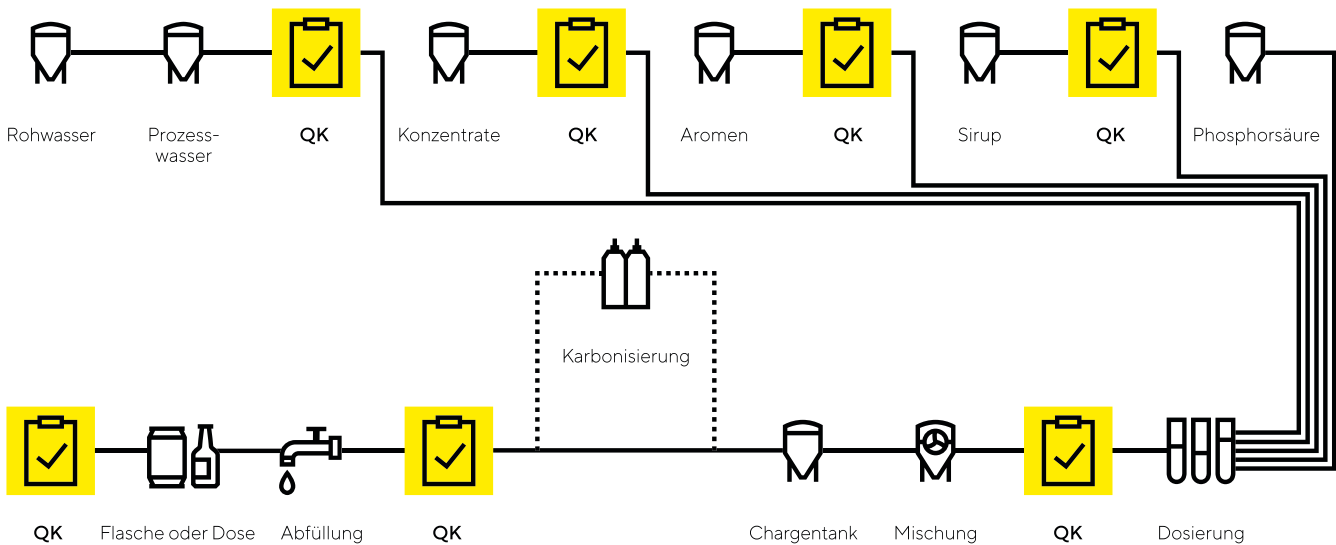 Rohwasser
Prozess-
wasser
QK
Konzentrate
QK
Aromen
QK
Sirup
QK
Phosphorsäure
Karbonisierung
QK
Flasche oder Dose
Abfüllung
QK
Chargentank
Mischung
QK
Dosierung